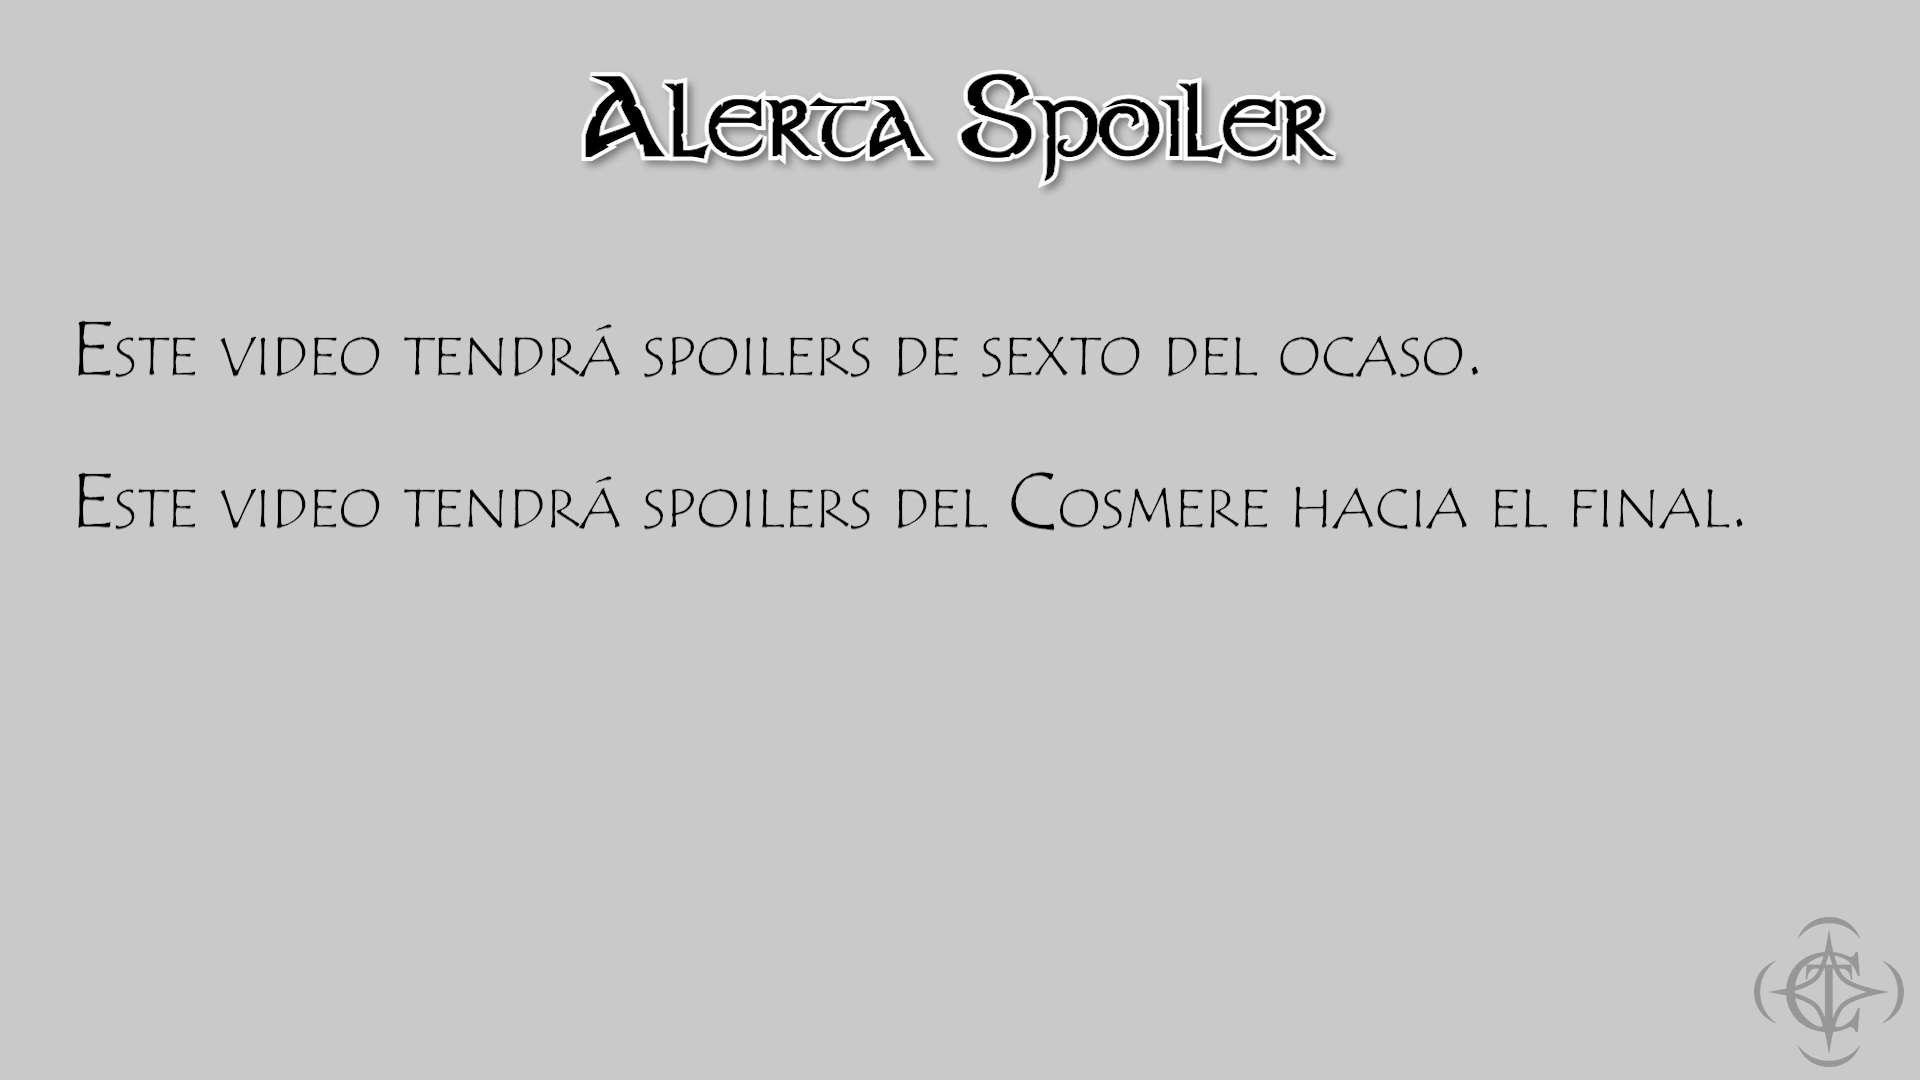 Alerta Spoiler
Este video tendrá spoilers de sexto del ocaso.
Este video tendrá spoilers del Cosmere hacia el final.